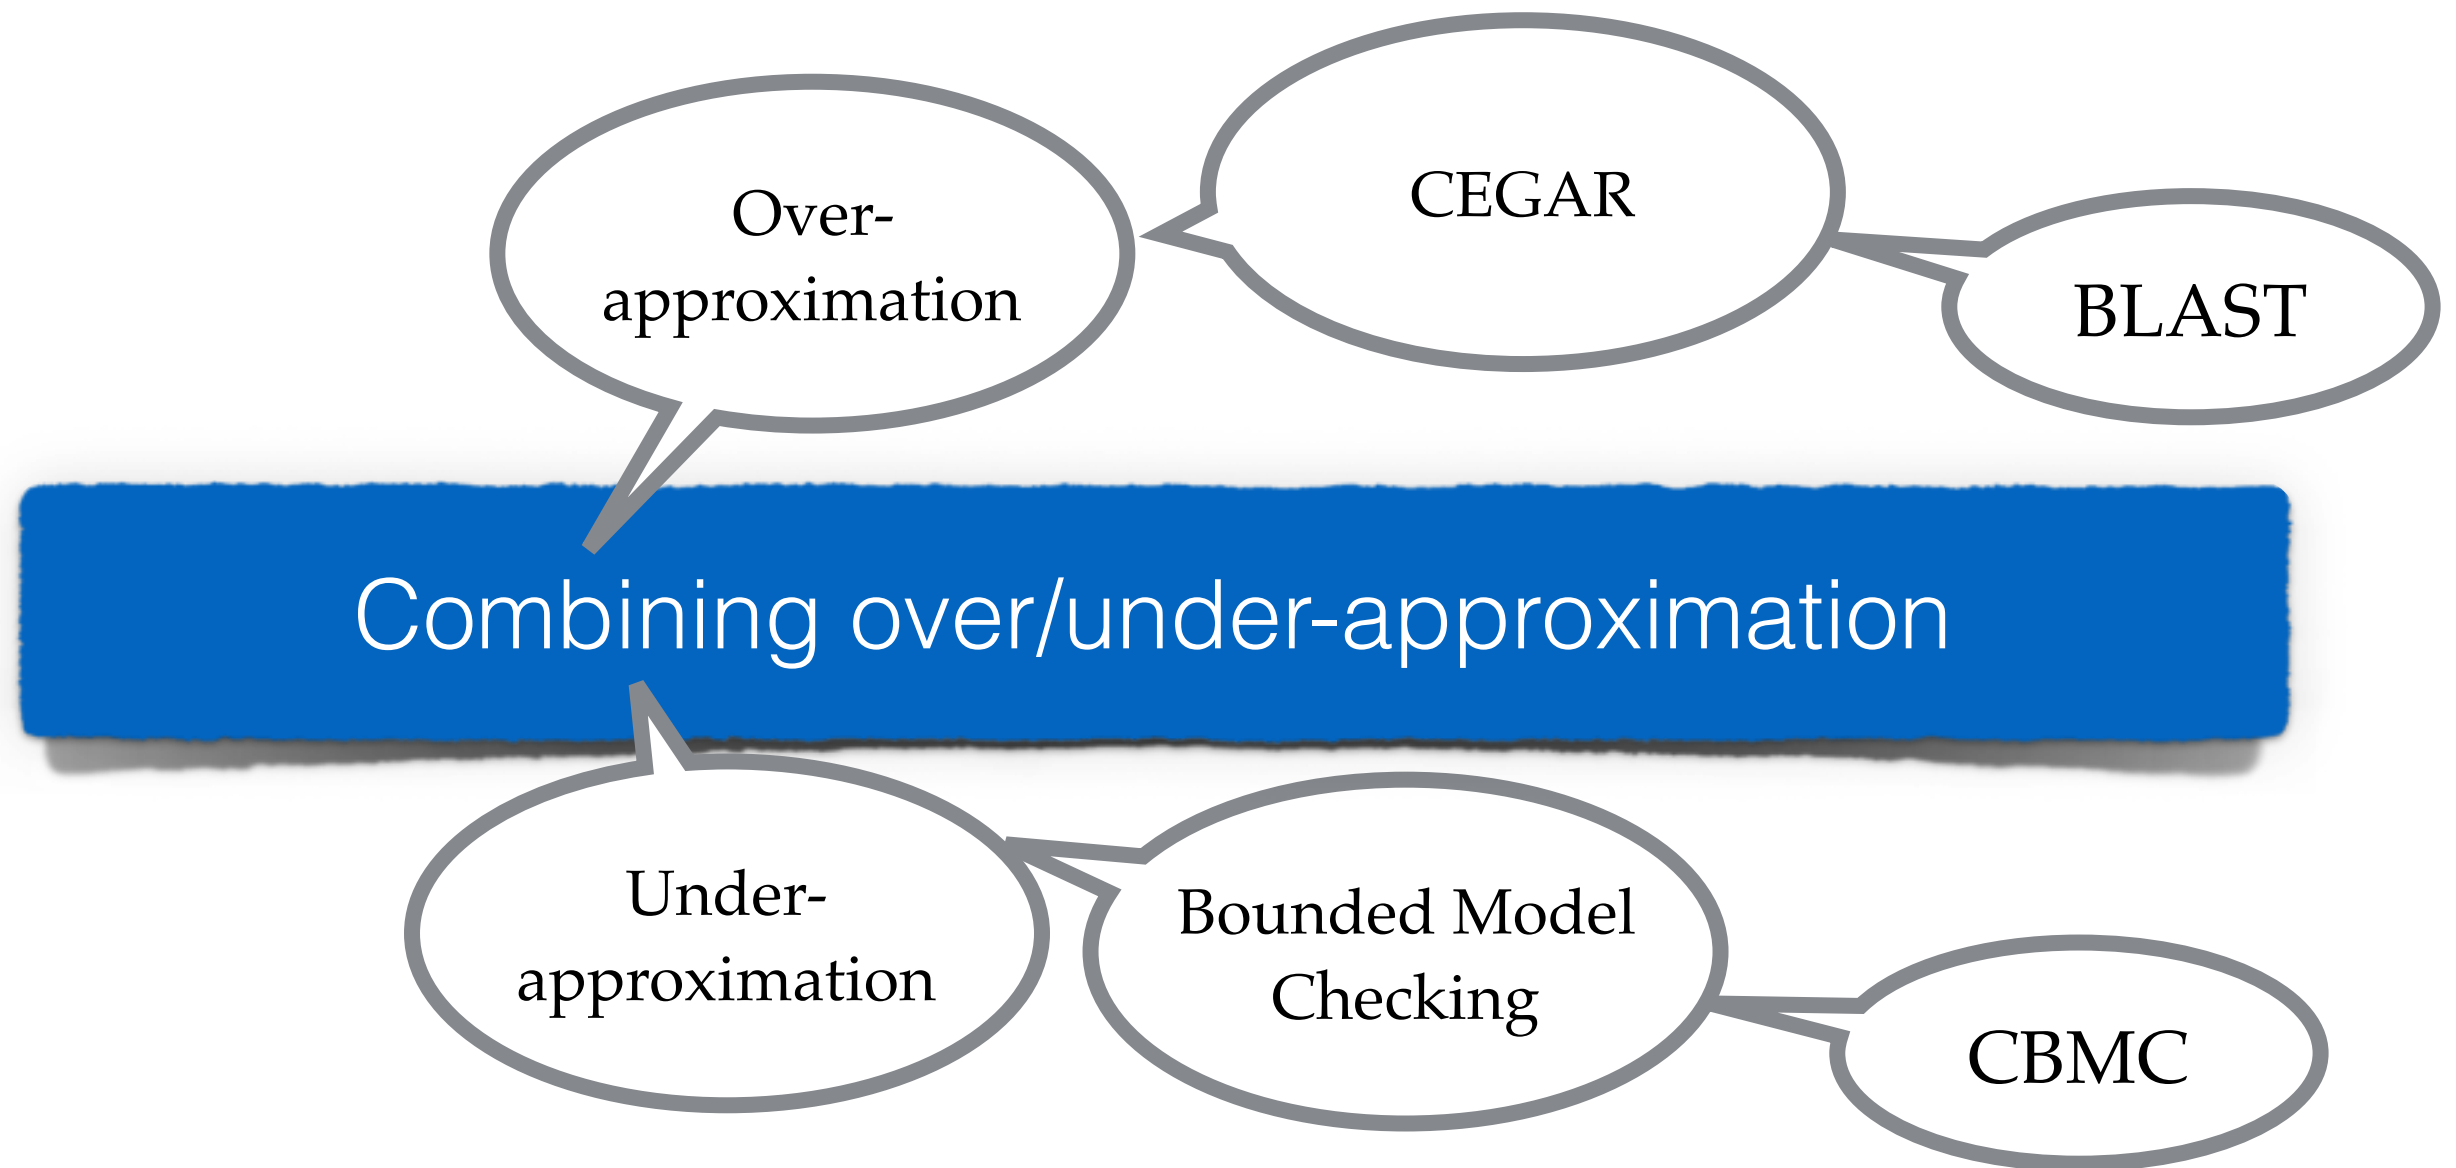 Over-
approximation
CEGAR
BLAST
Combining over/under-approximation
Under-
approximation
Bounded Model
Checking
CBMC